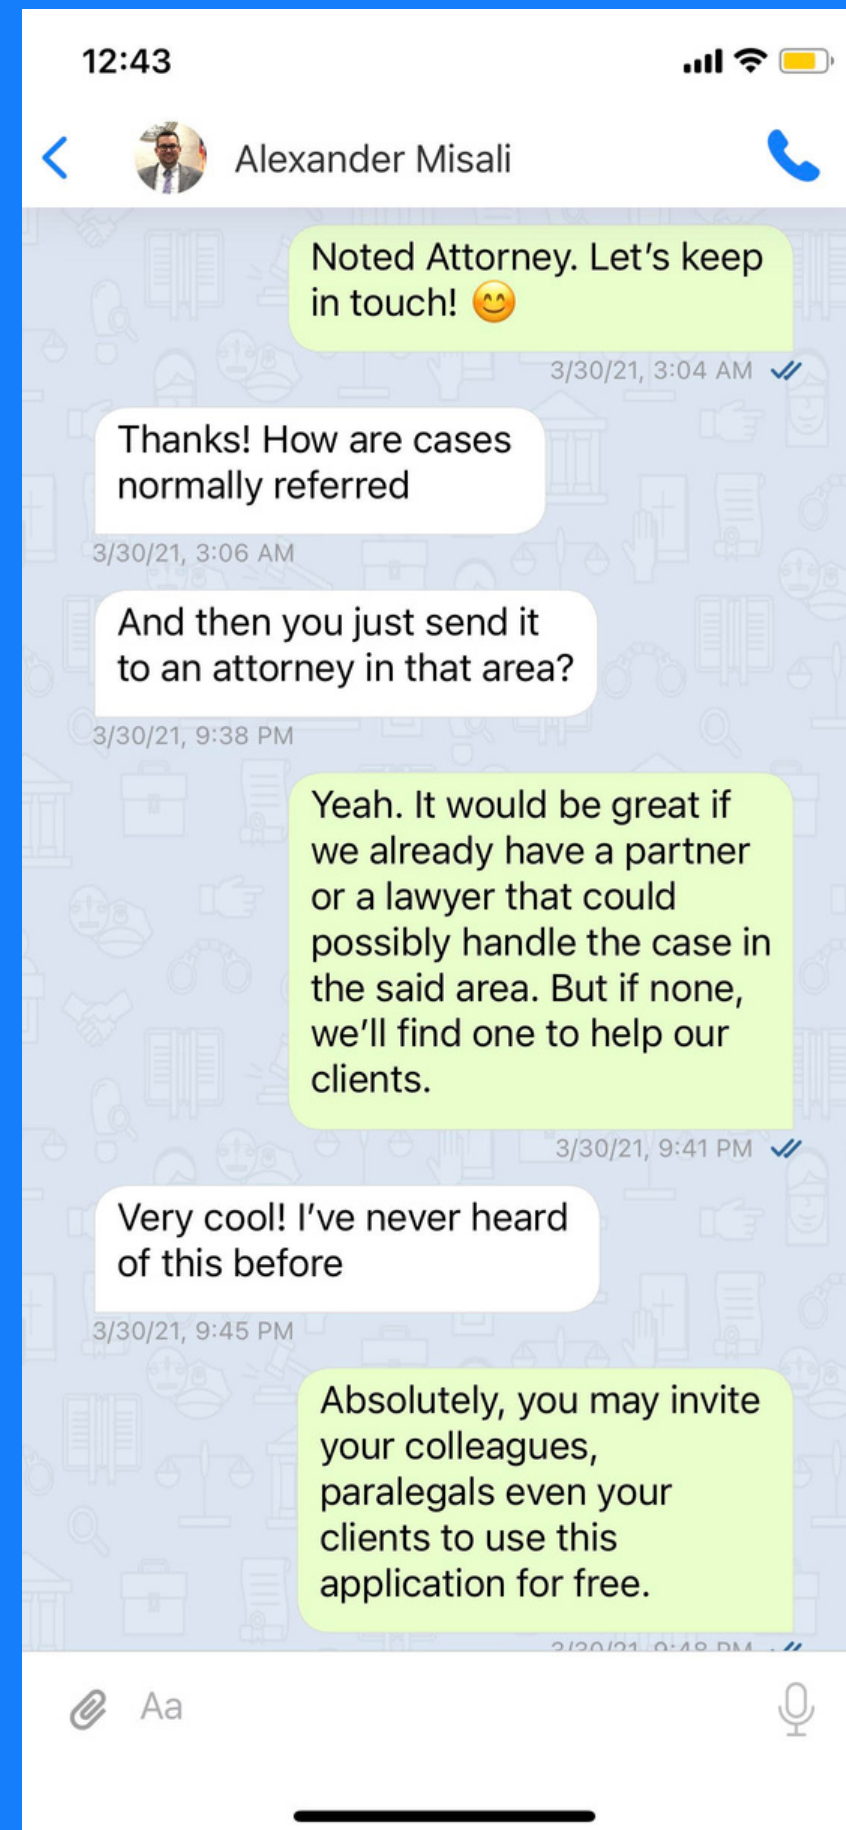 12:43
Alexander Misali
Noted Attorney. Let's keep
in touch! 😊
3/30/21, 3:04 AM
Thanks! How are cases
normally referred
3/30/21, 3:06 AM
And then you just send it
to an attorney in that area?
3/30/21, 9:38 PM
Yeah. It would be great if
we already have a partner
or a lawyer that could
possibly handle the case in
the said area. But if none,
we'll find one to help our
clients.
3/30/21, 9:41 PM
Very cool! I've never heard
of this before
3/30/21, 9:45 PM
Absolutely, you may invite
your colleagues,
paralegals even your
clients to use this
application for free.
3/30/21, 9:48 PM
Aa